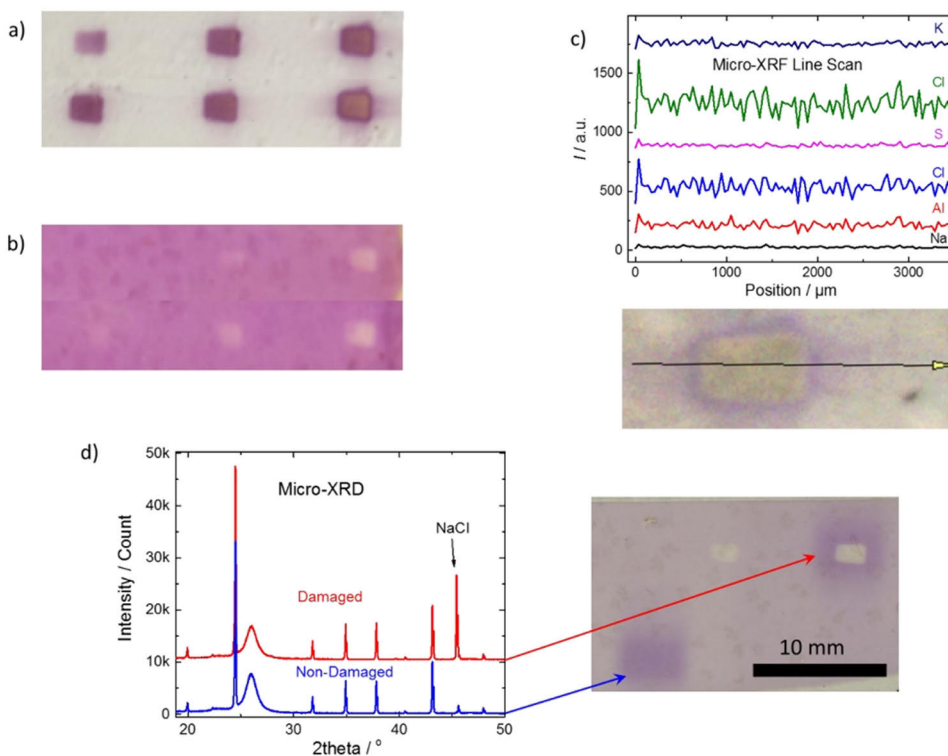 a)
b)
c)
K
Micro-XRF Line Scan
1500
Cl
1000
I / a.u.
S
500
Cl
Al
Na
0
0 1000 2000 3000
Position / µm
d)
50k
Micro-XRD
40k
NaCl
30k
Intensity / Count
20k
Damaged
10k
Non-Damaged
0
20 30 40 50
2theta / °
10 mm